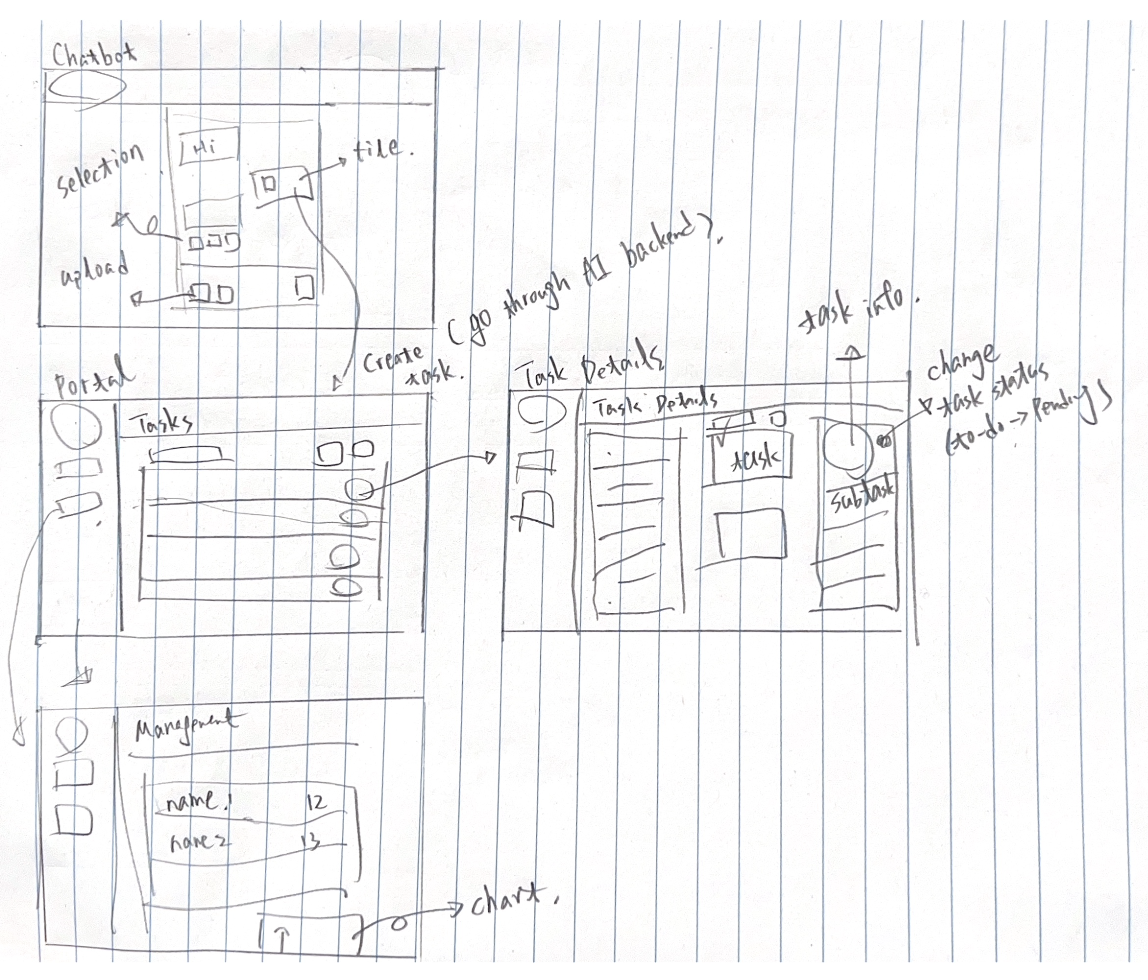 Chatbot
Hi
file.
selection
upload
(go through AI backend).
Create
task.
task info.
change
task status
(to-do -> Pending)
Portal
Tasks
Task Details
Task Details
task
subtask
Management
name1
12
name2
13
chart.